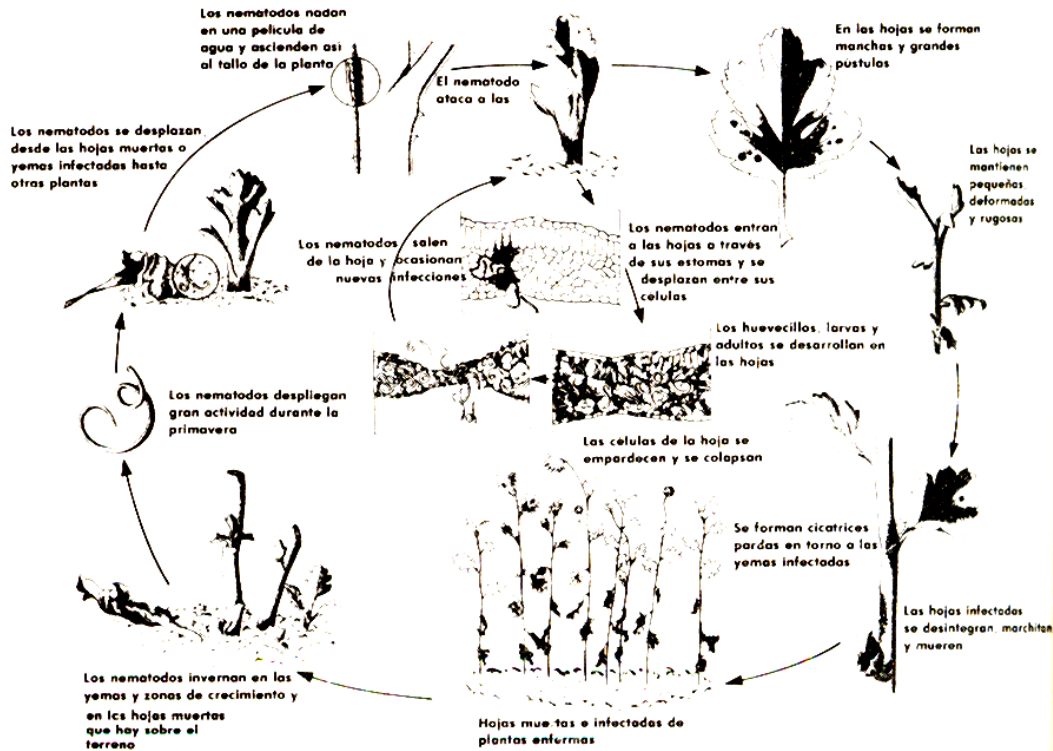 Los nematodos nadan
en una película de
agua y ascienden así
al tallo de la planta
El nematodo
ataca a las
En las hojas se forman
manchas y grandes
pústulas
Las hojas se
mantienen
pequeñas,
deformadas
y rugosas
Los nematodos se desplazan
desde las hojas muertas o
yemas infectadas hasta
otras plantas
Los nematodos salen
de la hoja y ocasionan
nuevas infecciones
Los nematodos entran
a las hojas a través
de sus estomas y se
desplazan entre sus
células
Los huevecillos, larvas y
adultos se desarrollan en
las hojas
Los nematodos despliegan
gran actividad durante la
primavera
Las células de la hoja se
empardecen y se colapsan
Se forman cicatrices
pardas en torno a las
yemas infectadas
Las hojas infectadas
se desintegran, marchitan
y mueren
Los nematodos invernan en las
yemas y zonas de crecimiento y
en las hojas muertas
que hay sobre el
terreno
Hojas muertas e infectadas de
plantas enfermas